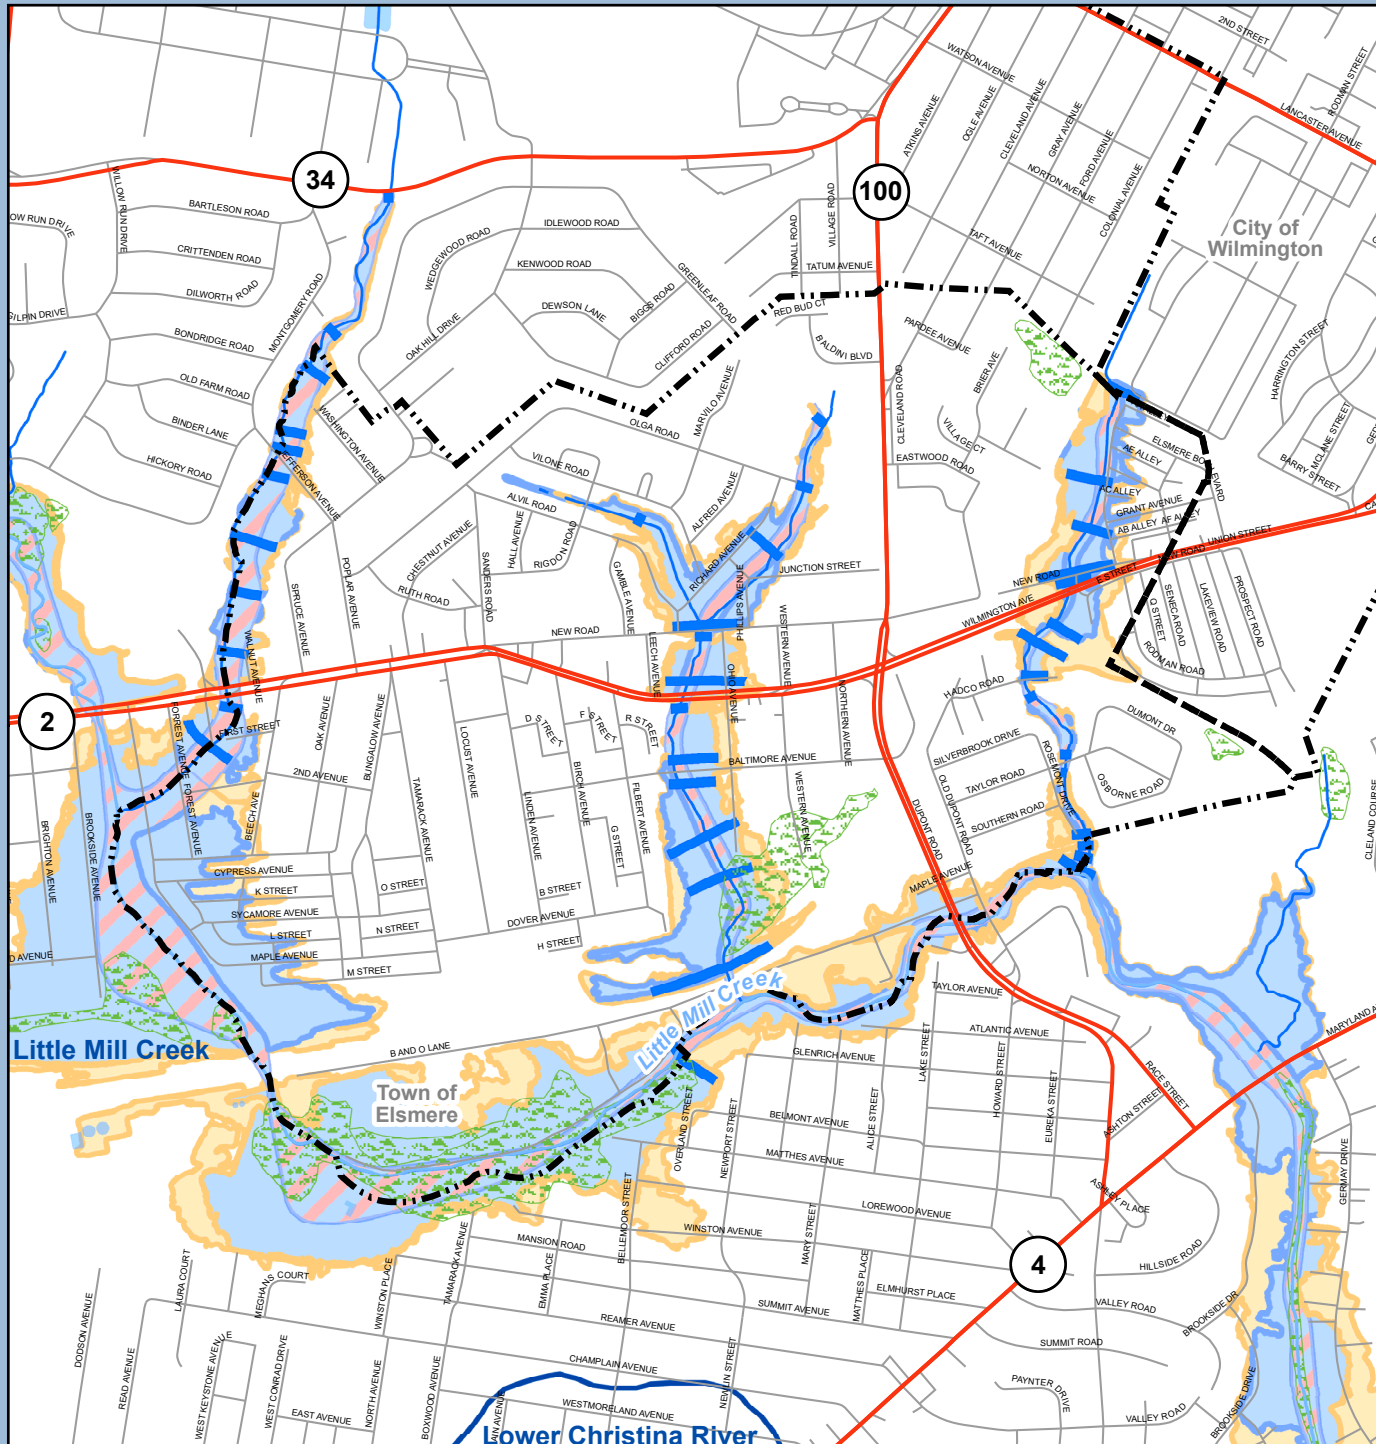 2ND STREET
WATSON AVENUE
RODMAN STREET
LANCASTER AVENUE
ATKINS AVENUE
OGLE AVENUE
CLEVELAND AVENUE
GRAY AVENUE
FORD AVENUE
NORTON AVENUE
COLONIAL AVENUE
34
100
WILLOW RUN DRIVE
BARTLESON ROAD
OW RUN DRIVE
CRITTENDEN ROAD
DILWORTH ROAD
MONTGOMERY ROAD
GILPIN DRIVE
BONDRIDGE ROAD
OLD FARM ROAD
BINDER LANE
HICKORY ROAD
WEDGEWOOD ROAD
IDLEWOOD ROAD
KENWOOD ROAD
DEWSON LANE
BIGGS ROAD
GREENLEAF ROAD
CLIFFORD ROAD
OAK HILL DRIVE
TINDALL ROAD
VILLAGE ROAD
TATUM AVENUE
TAFT AVENUE
RED BUD CT
BALDINI BLVD
PARDEE AVENUE
BRIER AVE
CLEVELAND ROAD
VILLAGE CT
EASTWOOD ROAD
City of
Wilmington
HARRINGTON STREET
MCLANE STREET
BARRY STREET
WASHINGTON AVENUE
JEFFERSON AVENUE
OLGA ROAD
MARVILO AVENUE
VILONE ROAD
ALVIL ROAD
ALFRED AVENUE
HALL AVENUE
RIGDON ROAD
CHESTNUT AVENUE
SANDERS ROAD
RUTH ROAD
POPLAR AVENUE
SPRUCE AVENUE
WALNUT AVENUE
GAMBLE AVENUE
LEECH AVENUE
RICHARD AVENUE
PHILLIPS AVENUE
JUNCTION STREET
WESTERN AVENUE
NORTHERN AVENUE
OHIO AVENUE
NEW ROAD
ELSMERE BOULEVARD
AE ALLEY
AC ALLEY
GRANT AVENUE
AB ALLEY
AF ALLEY
NEW ROAD
UNION STREET
NEW ROAD
E STREET
WILMINGTON AVE
Q STREET
SENECA ROAD
LAKEVIEW ROAD
PROSPECT ROAD
RODMAN ROAD
HADCO ROAD
DUMONT DR
OSBORNE ROAD
ROSEMONT DRIVE
SILVERBROOK DRIVE
TAYLOR ROAD
SOUTHERN ROAD
OLD DUPONT ROAD
DUPONT ROAD
MAPLE AVENUE
CLELAND COURSE
2
FORREST AVENUE
FIRST STREET
FOREST AVENUE
2ND AVENUE
OAK AVENUE
BUNGALOW AVENUE
TAMARACK AVENUE
LOCUST AVENUE
D STREET
F STREET
R STREET
LINDEN AVENUE
BIRCH AVENUE
G STREET
FILBERT AVENUE
BALTIMORE AVENUE
WESTERN AVENUE
BRIGHTON AVENUE
BROOKSIDE AVENUE
BEECH AVE
CYPRESS AVENUE
K STREET
SYCAMORE AVENUE
L STREET
MAPLE AVENUE
O STREET
N STREET
M STREET
B STREET
DOVER AVENUE
H STREET
D AVENUE
Little Mill Creek
B AND O LANE
Little Mill Creek
Town of
Elsmere
TAYLOR AVENUE
ATLANTIC AVENUE
GLENRICH AVENUE
LAKE STREET
HOWARD STREET
EUREKA STREET
RACE STREET
ASHTON STREET
MARYLAND A
BELMONT AVENUE
ALICE STREET
MATTHES AVENUE
OVERLAND STREET
NEWPORT STREET
LOREWOOD AVENUE
ASHLEY PLACE
GERMAY DRIVE
BELLEMOOR STREET
WINSTON AVENUE
MARY STREET
MANSION ROAD
EMMA PLACE
TAMARACK AVENUE
MATTHES PLACE
ELMHURST PLACE
SUMMIT AVENUE
REAMER AVENUE
4
HILLSIDE ROAD
VALLEY ROAD
SUMMIT ROAD
BROOKSIDE DR
BROOKSIDE DRIVE
PAYNTER DRIVE
VALLEY ROAD
LAURA COURT
MEGHANS COURT
WINSTON PLACE
DODSON AVENUE
READ AVENUE
WEST KEYSTONE AVENUE
WEST CONRAD DRIVE
EAST AVENUE
NORTH AVENUE
BOXWOOD AVENUE
CHAMPLAIN AVENUE
WESTMORELAND AVENUE
NEWLIN STREET
AIN AVENUE
Lower Christina River